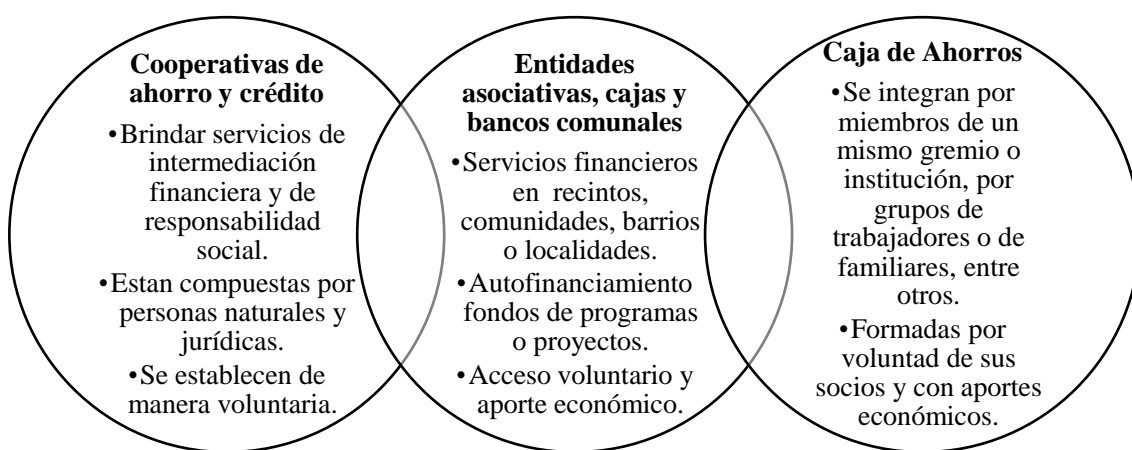 Cooperativas de
ahorro y crédito
•Brindar servicios de
intermediación
financiera y de
responsabilidad
social.
•Estan compuestas por
personas naturales y
jurídicas.
•Se establecen de
manera voluntaria.
Entidades
asociativas, cajas y
bancos comunales
•Servicios financieros
en recintos,
comunidades, barrios
o localidades.
•Autofinanciamiento
fondos de programas
o proyectos.
•Acceso voluntario y
aporte económico.
Caja de Ahorros
•Se integran por
miembros de un
mismo gremio o
institución, por
grupos de
trabajadores o de
familiares, entre
otros.
•Formadas por
voluntad de sus
socios y con aportes
económicos.